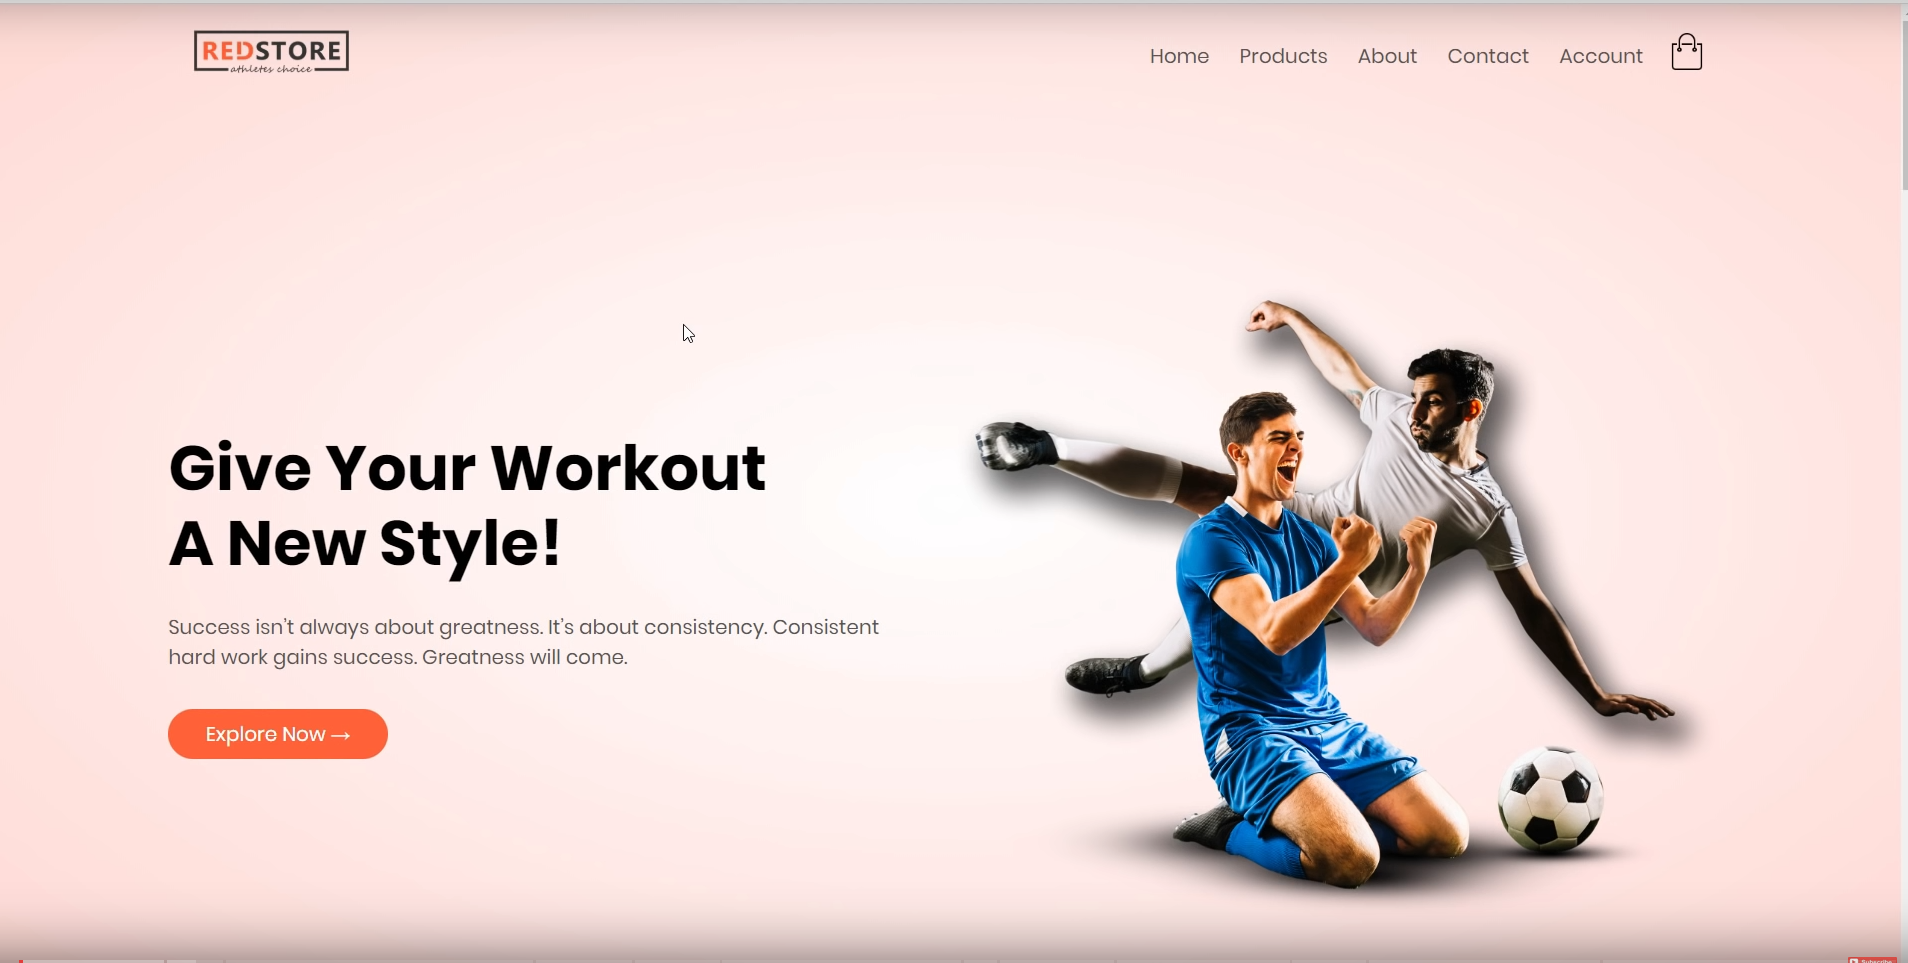 REDSTORE
athletes choice
Home Products About Contact Account
Give Your Workout
A New Style!
Success isn't always about greatness. It's about consistency. Consistent
hard work gains success. Greatness will come.
Explore Now →
Subscribe